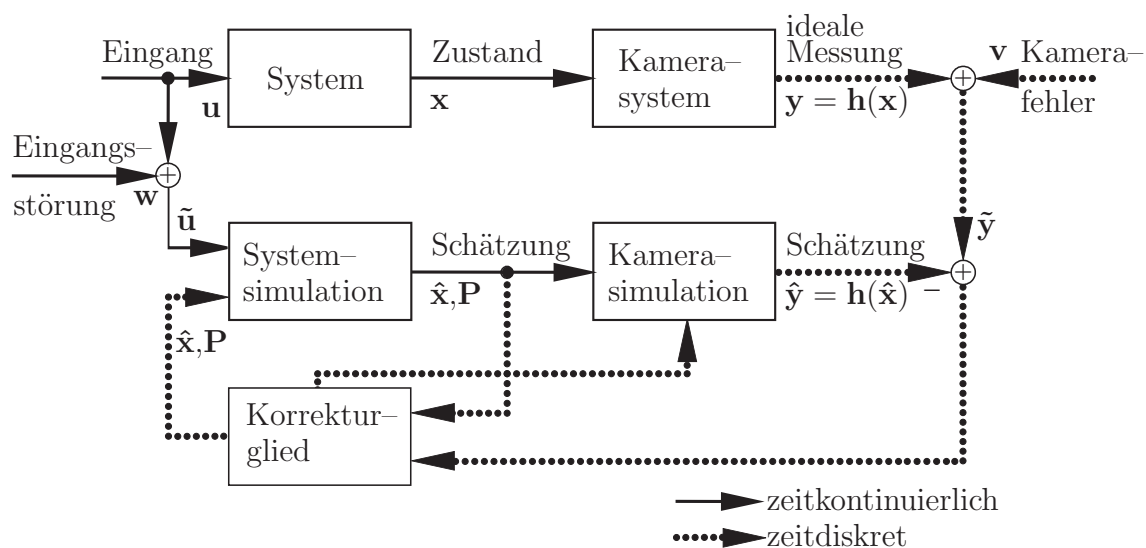 Eingang
u
System
Zustand
x
Kamera–
system
ideale
Messung
y = h(x)
+
v
Kamera–
fehler
Eingangs–
störung
w
+
ũ
System–
simulation
Schätzung
x̂,P
Kamera–
simulation
Schätzung
ŷ = h(x̂)
–
+
ỹ
x̂,P
Korrektur–
glied
zeitkontinuierlich
zeitdiskret